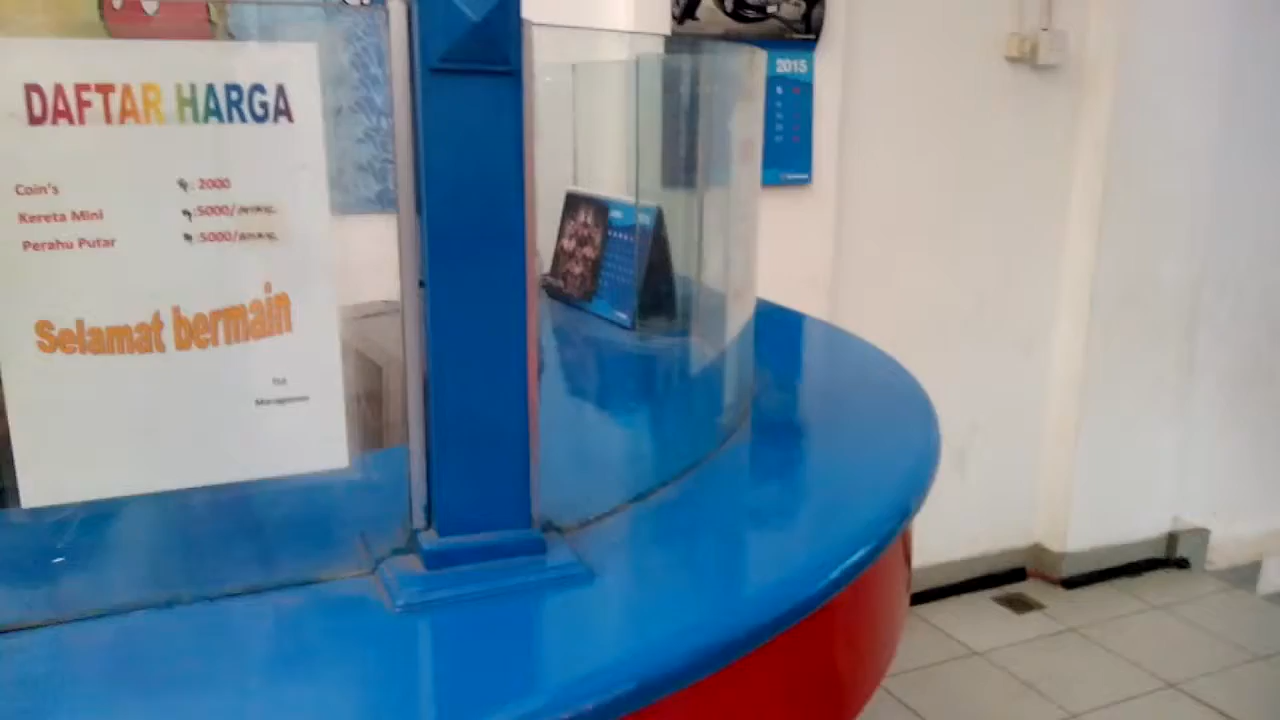 DAFTAR HARGA
Coin's : 2000
Kereta Mini :5000/
Perahu Putar :5000/
Selamat bermain
2015